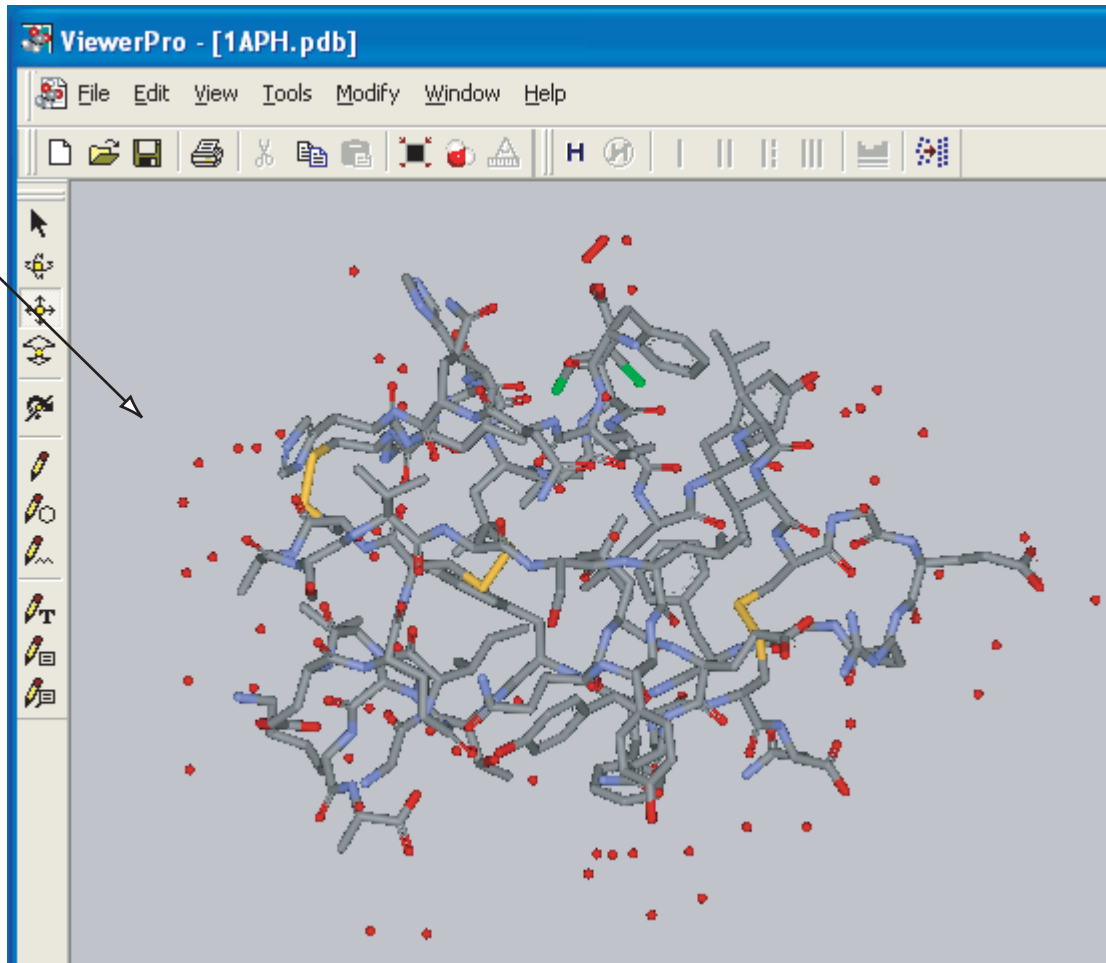 ViewerPro - [1APH.pdb]
File Edit View Tools Modify Window Help
H H
T